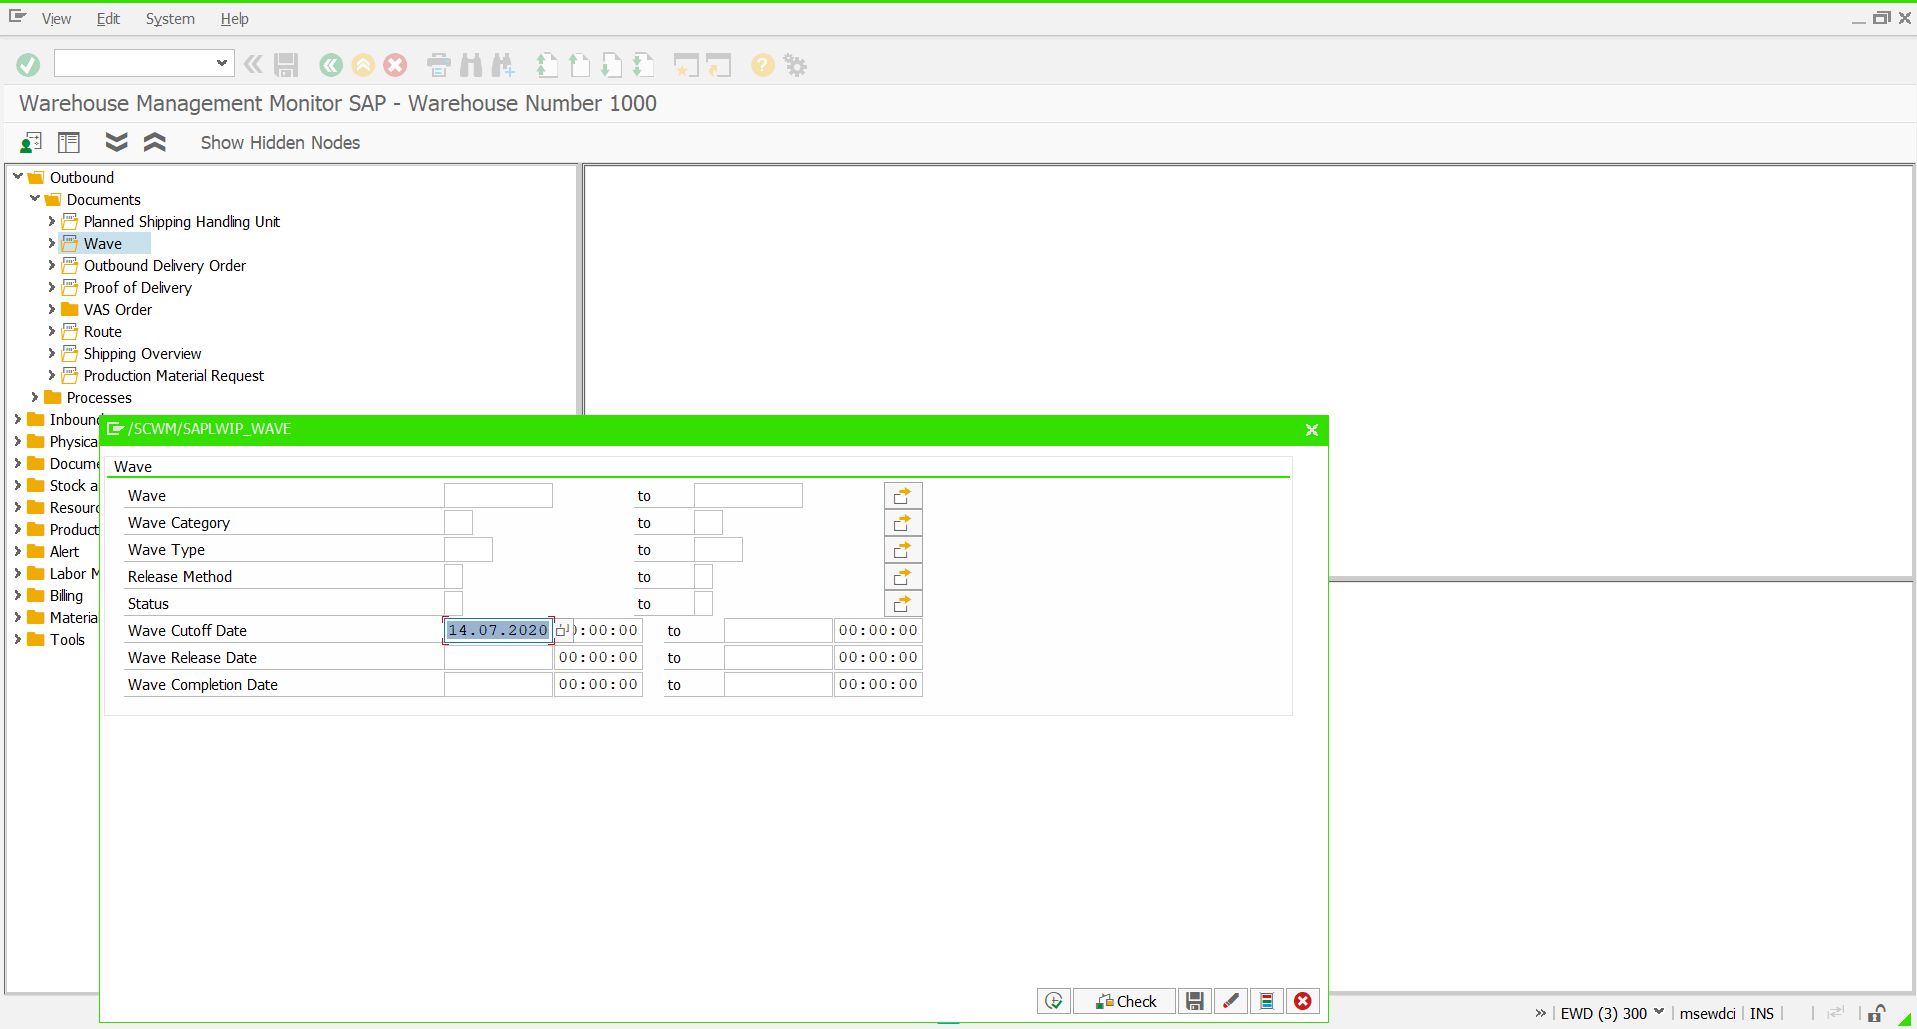 View Edit System Help
Warehouse Management Monitor SAP - Warehouse Number 1000
Show Hidden Nodes
Outbound
Documents
Planned Shipping Handling Unit
Wave
Outbound Delivery Order
Proof of Delivery
VAS Order
Route
Shipping Overview
Production Material Request
Processes
Inbound
Physica
Docume
Stock a
Resourc
Product
Alert
Labor M
Billing
Material
Tools
/SCWM/SAPLWIP_WAVE
Wave
Wave to
Wave Category to
Wave Type to
Release Method to
Status to
Wave Cutoff Date 14.07.2020 0:00:00 to 00:00:00
Wave Release Date 00:00:00 to 00:00:00
Wave Completion Date 00:00:00 to 00:00:00
Check
EWD (3) 300 msewdci INS